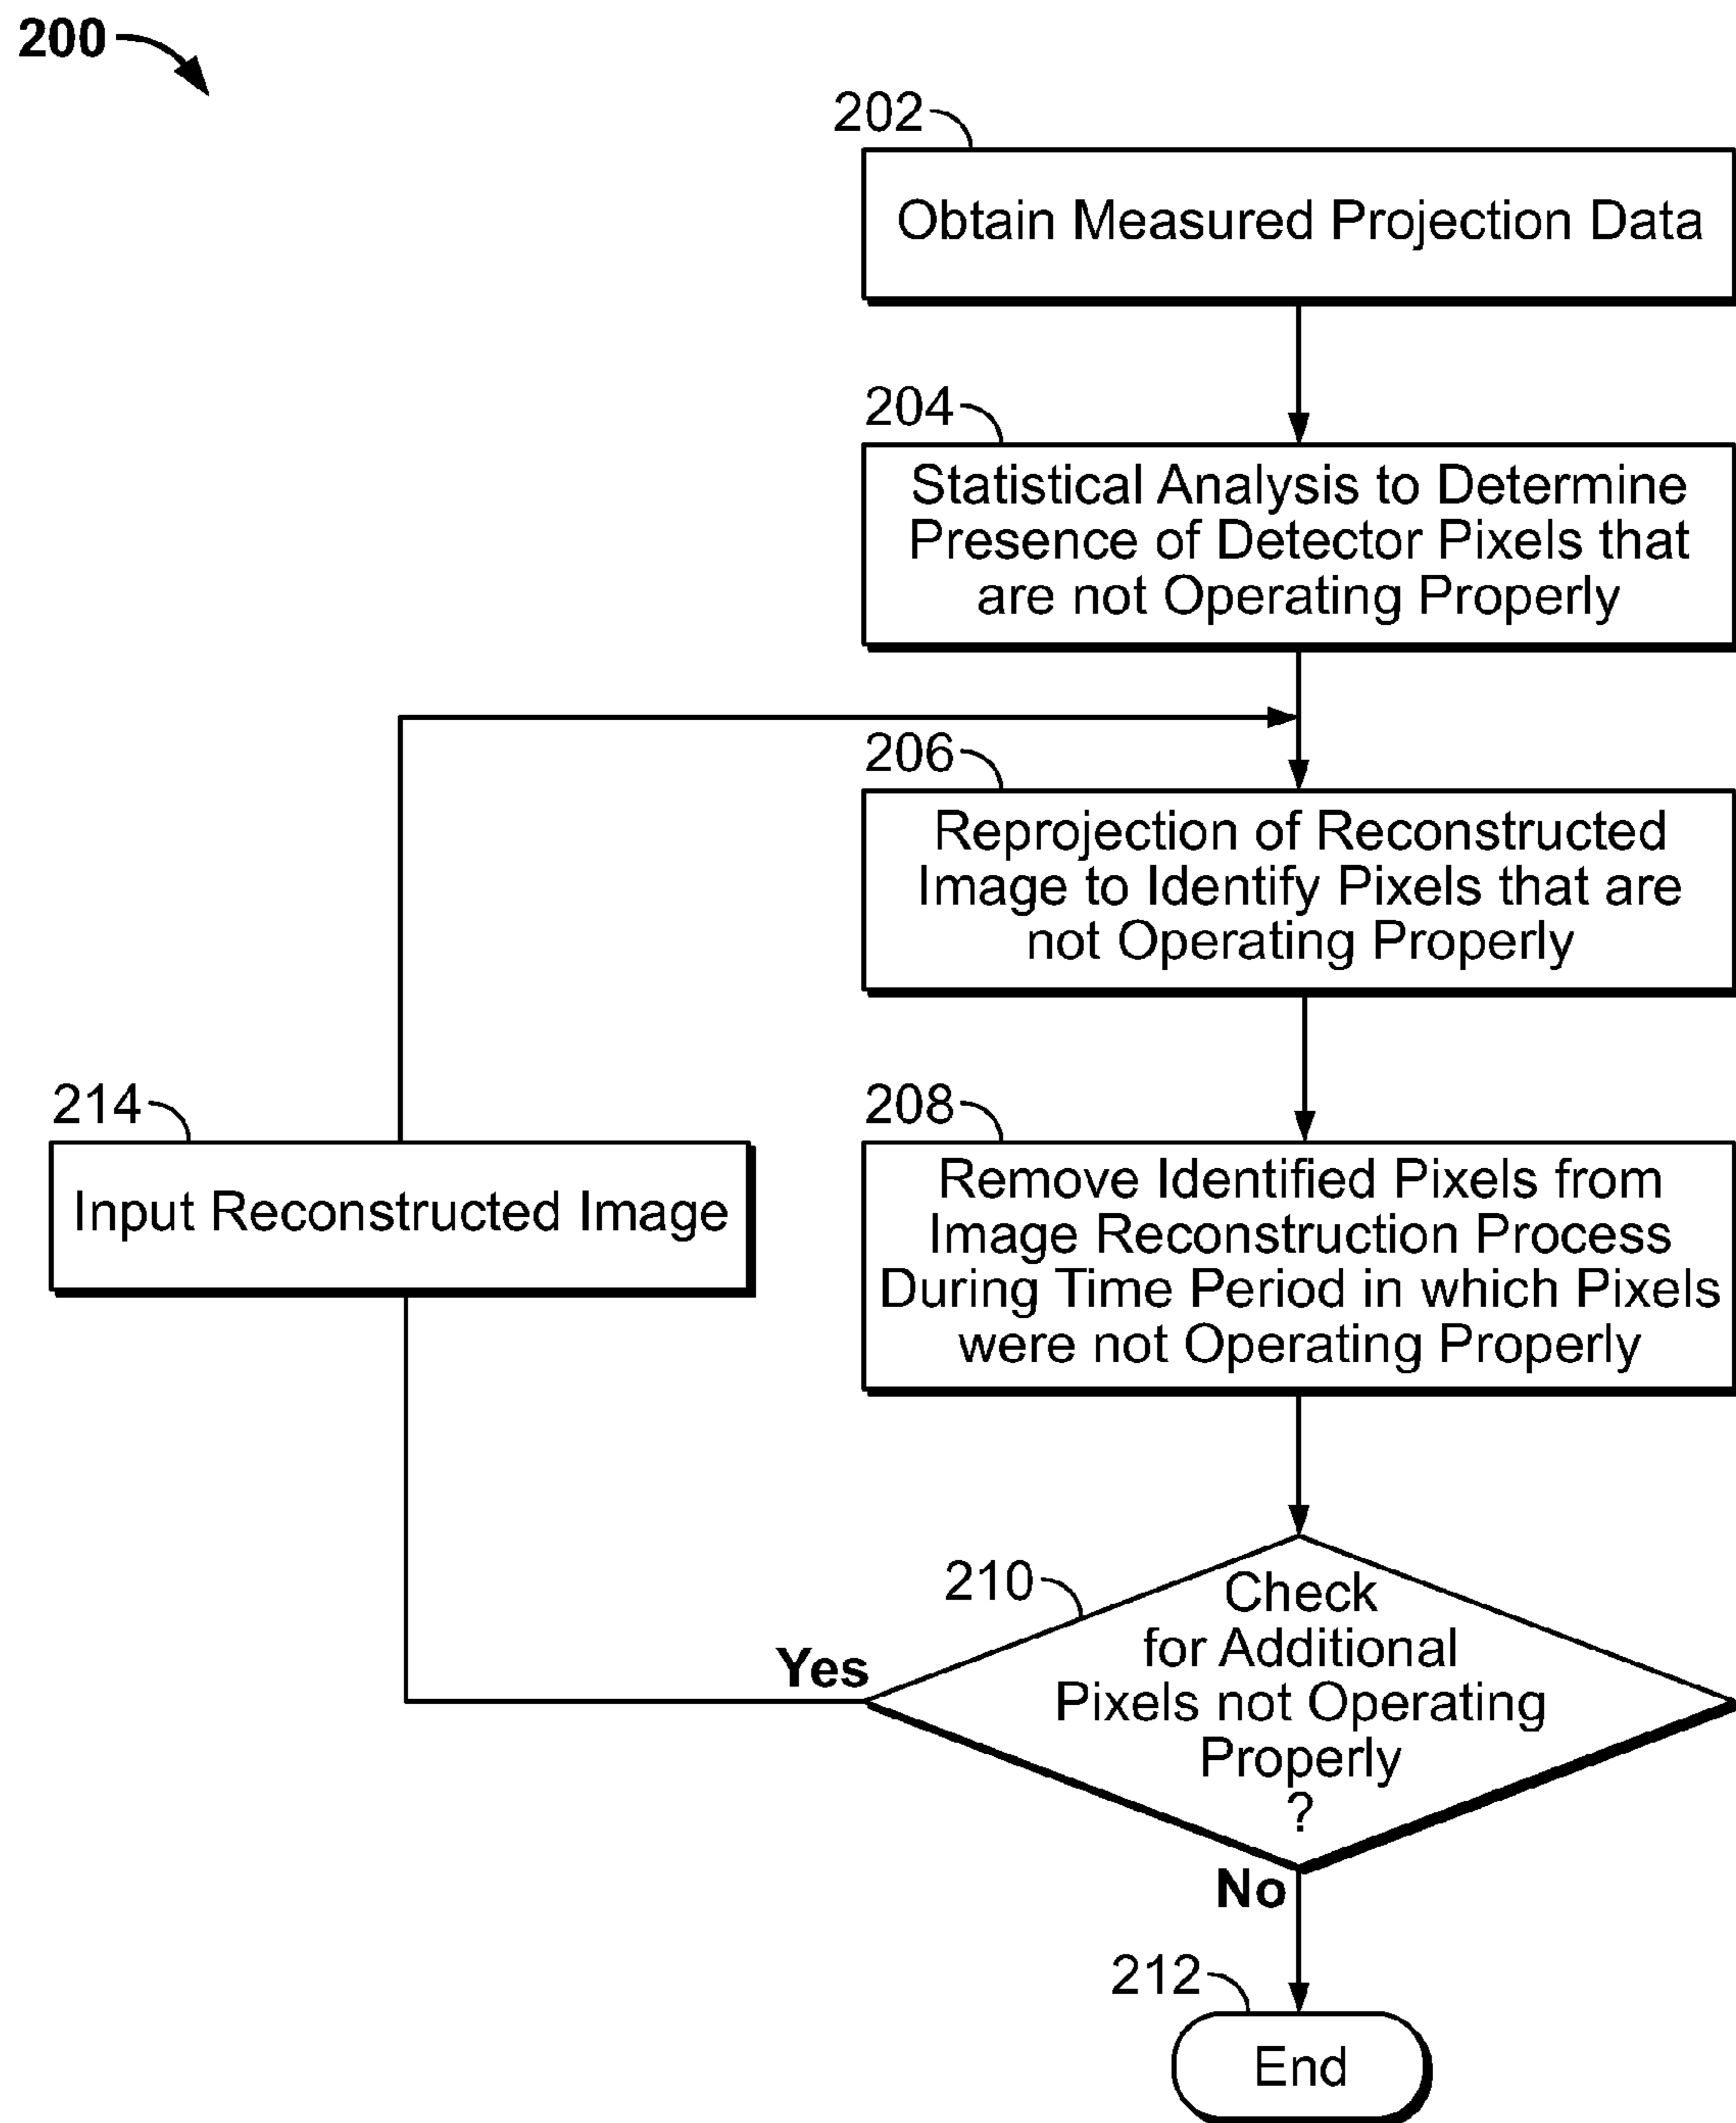 200
202
Obtain Measured Projection Data
204
Statistical Analysis to Determine
Presence of Detector Pixels that
are not Operating Properly
206
Reprojection of Reconstructed
Image to Identify Pixels that are
not Operating Properly
214
Input Reconstructed Image
208
Remove Identified Pixels from
Image Reconstruction Process
During Time Period in which Pixels
were not Operating Properly
210
Check
for Additional
Pixels not Operating
Properly
?
Yes
No
212
End